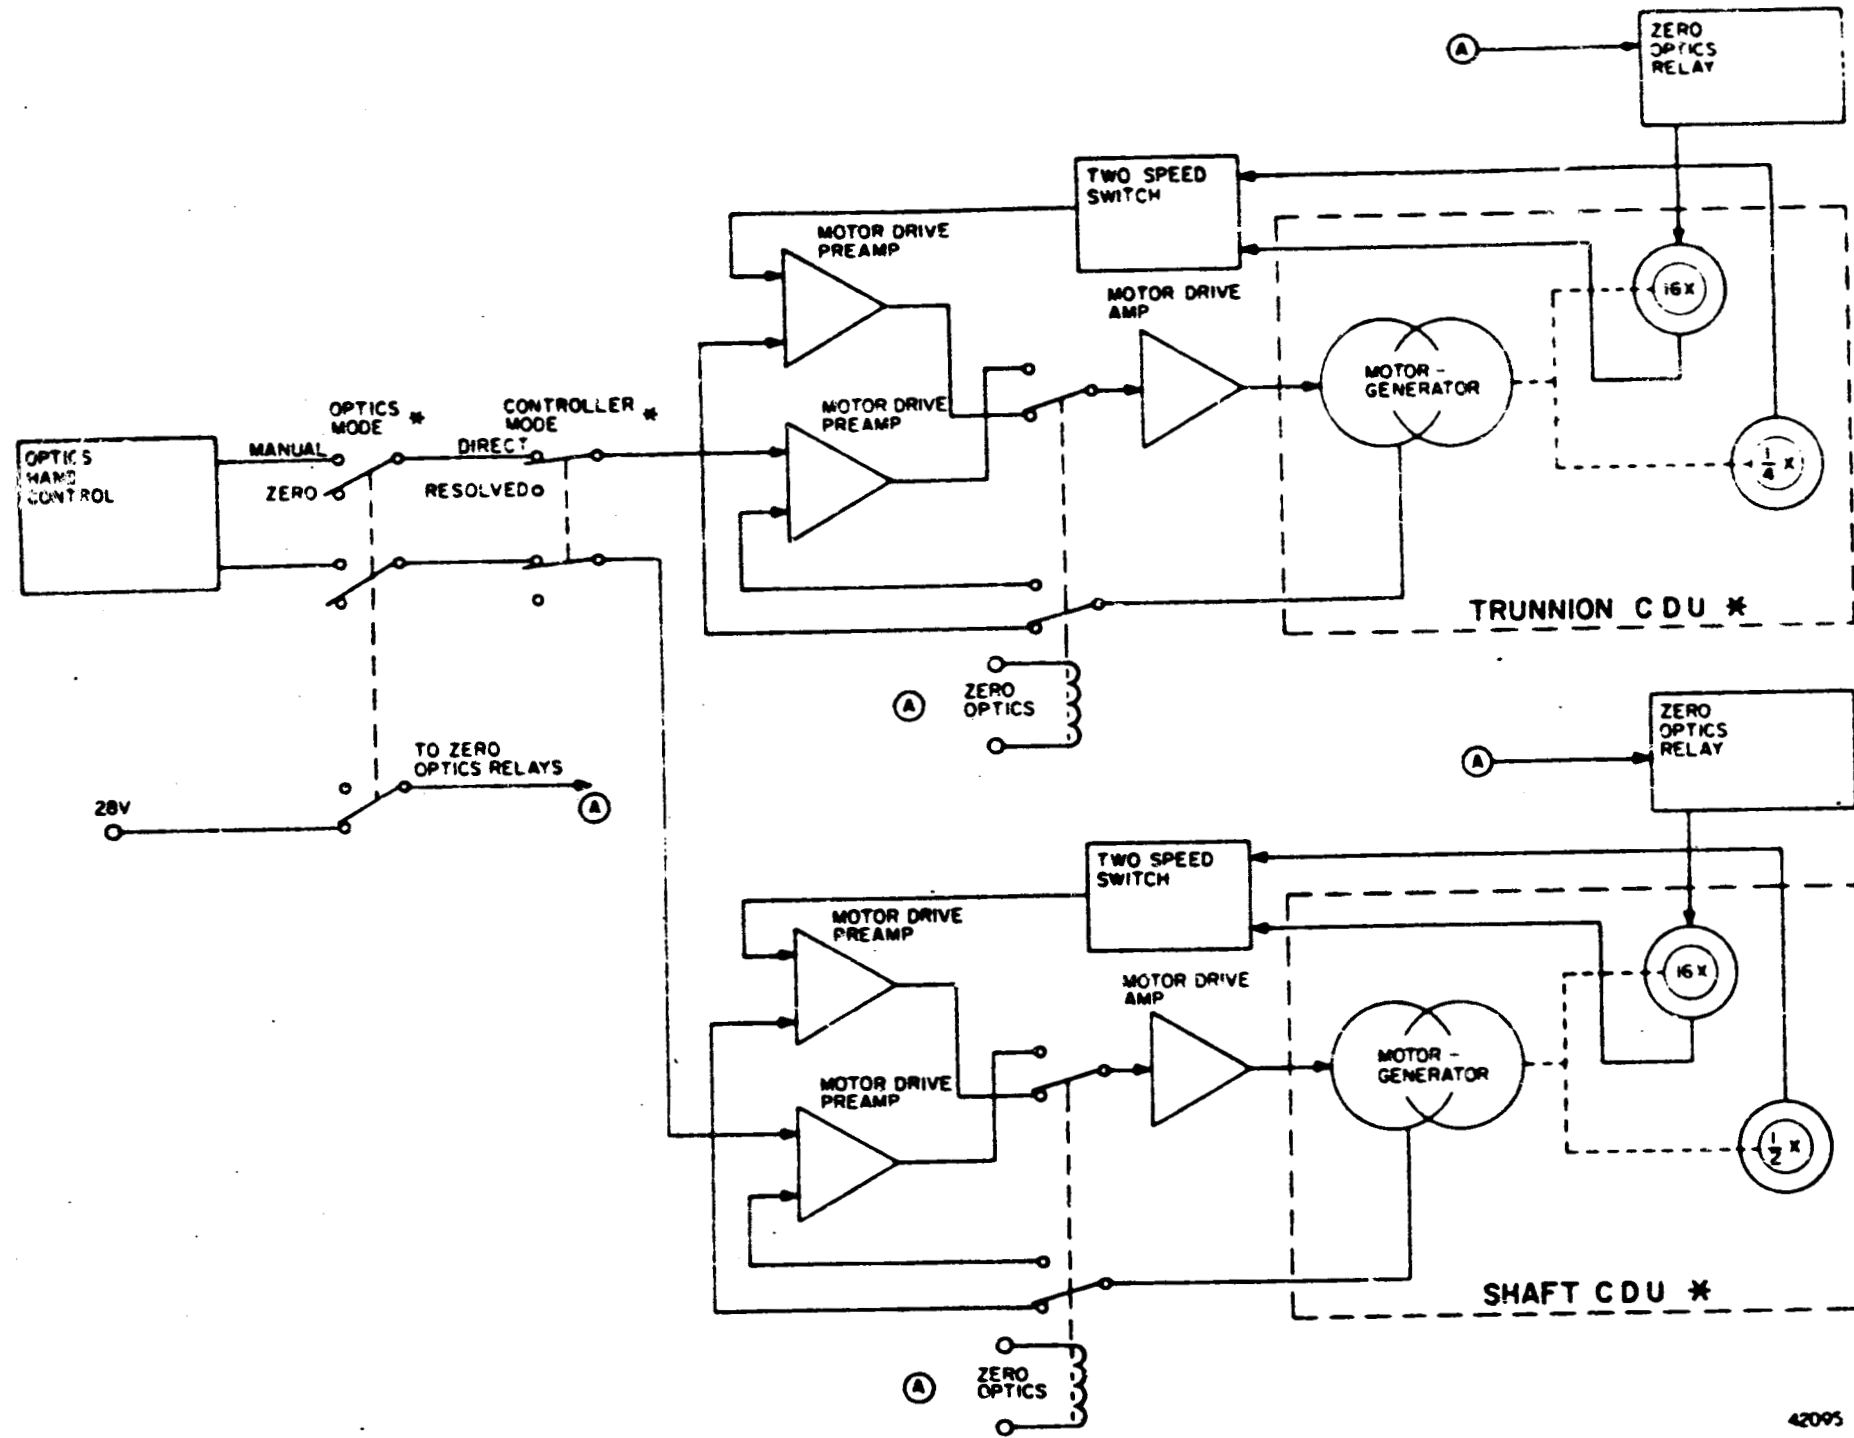 A
ZERO
OPTICS
RELAY
TWO SPEED
SWITCH
MOTOR DRIVE
PREAMP
16X
MOTOR DRIVE
AMP
MOTOR -
GENERATOR
OPTICS *
MODE
CONTROLLER *
MODE
MOTOR DRIVE
PREAMP
OPTICS
HAND
CONTROL
MANUAL
DIRECT
ZERO
RESOLVED
1/4 X
TRUNNION CDU *
A
ZERO
OPTICS
ZERO
OPTICS
RELAY
A
TO ZERO
OPTICS RELAYS
28V
A
TWO SPEED
SWITCH
MOTOR DRIVE
PREAMP
16X
MOTOR DRIVE
AMP
MOTOR -
GENERATOR
MOTOR DRIVE
PREAMP
1/2 X
SHAFT CDU *
A
ZERO
OPTICS
42095